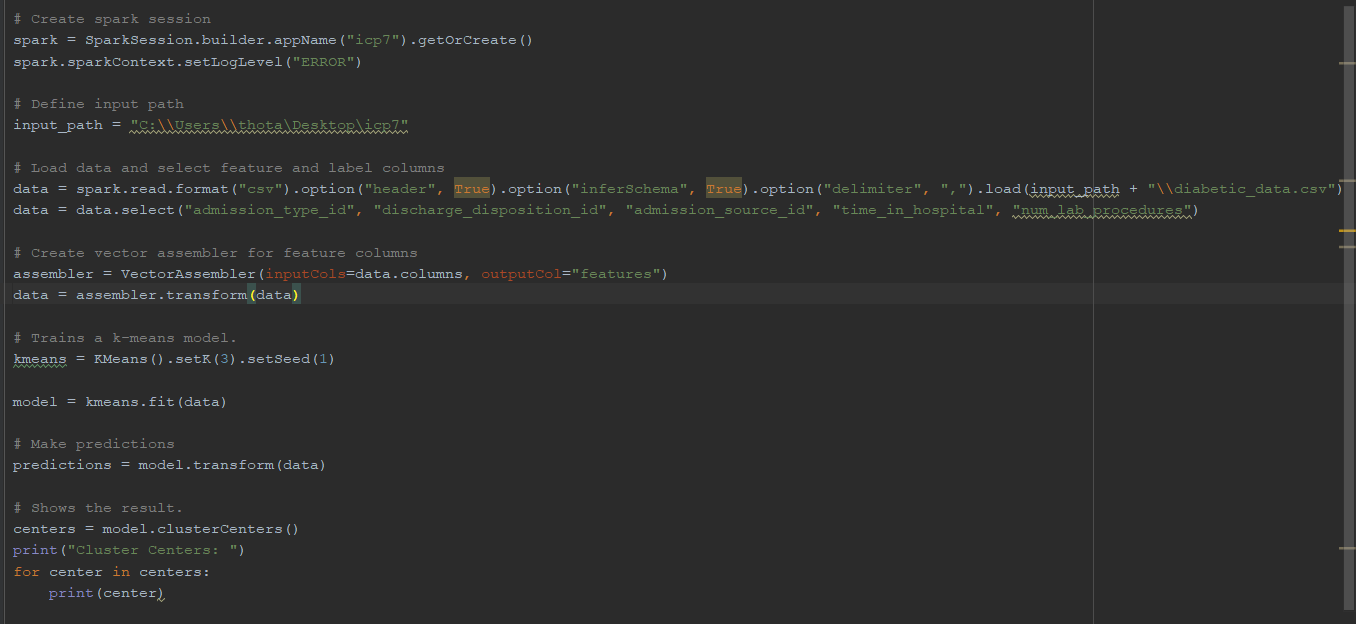 # Create spark session
spark = SparkSession.builder.appName("icp7").getOrCreate()
spark.sparkContext.setLogLevel("ERROR")
# Define input path
input_path = "C:\\Users\\thota\Desktop\icp7"
# Load data and select feature and label columns
data = spark.read.format("csv").option("header", True).option("inferSchema", True).option("delimiter", ",").load(input_path + "\\diabetic_data.csv")
data = data.select("admission_type_id", "discharge_disposition_id", "admission_source_id", "time_in_hospital", "num_lab_procedures")
# Create vector assembler for feature columns
assembler = VectorAssembler(inputCols=data.columns, outputCol="features")
data = assembler.transform(data)
# Trains a k-means model.
kmeans = KMeans().setK(3).setSeed(1)
model = kmeans.fit(data)
# Make predictions
predictions = model.transform(data)
# Shows the result.
centers = model.clusterCenters()
print("Cluster Centers: ")
for center in centers:
    print(center)